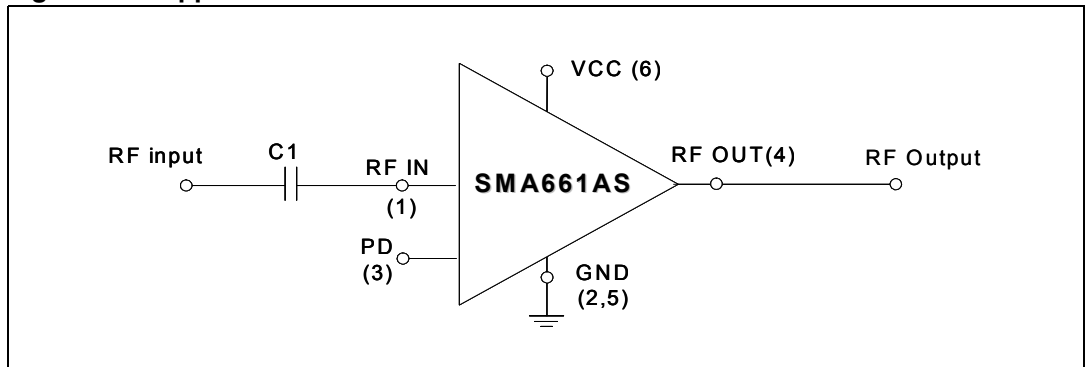 VCC (6)
RF input
C1
RF IN
(1)
SMA661AS
RF OUT(4)
RF Output
PD
(3)
GND
(2,5)